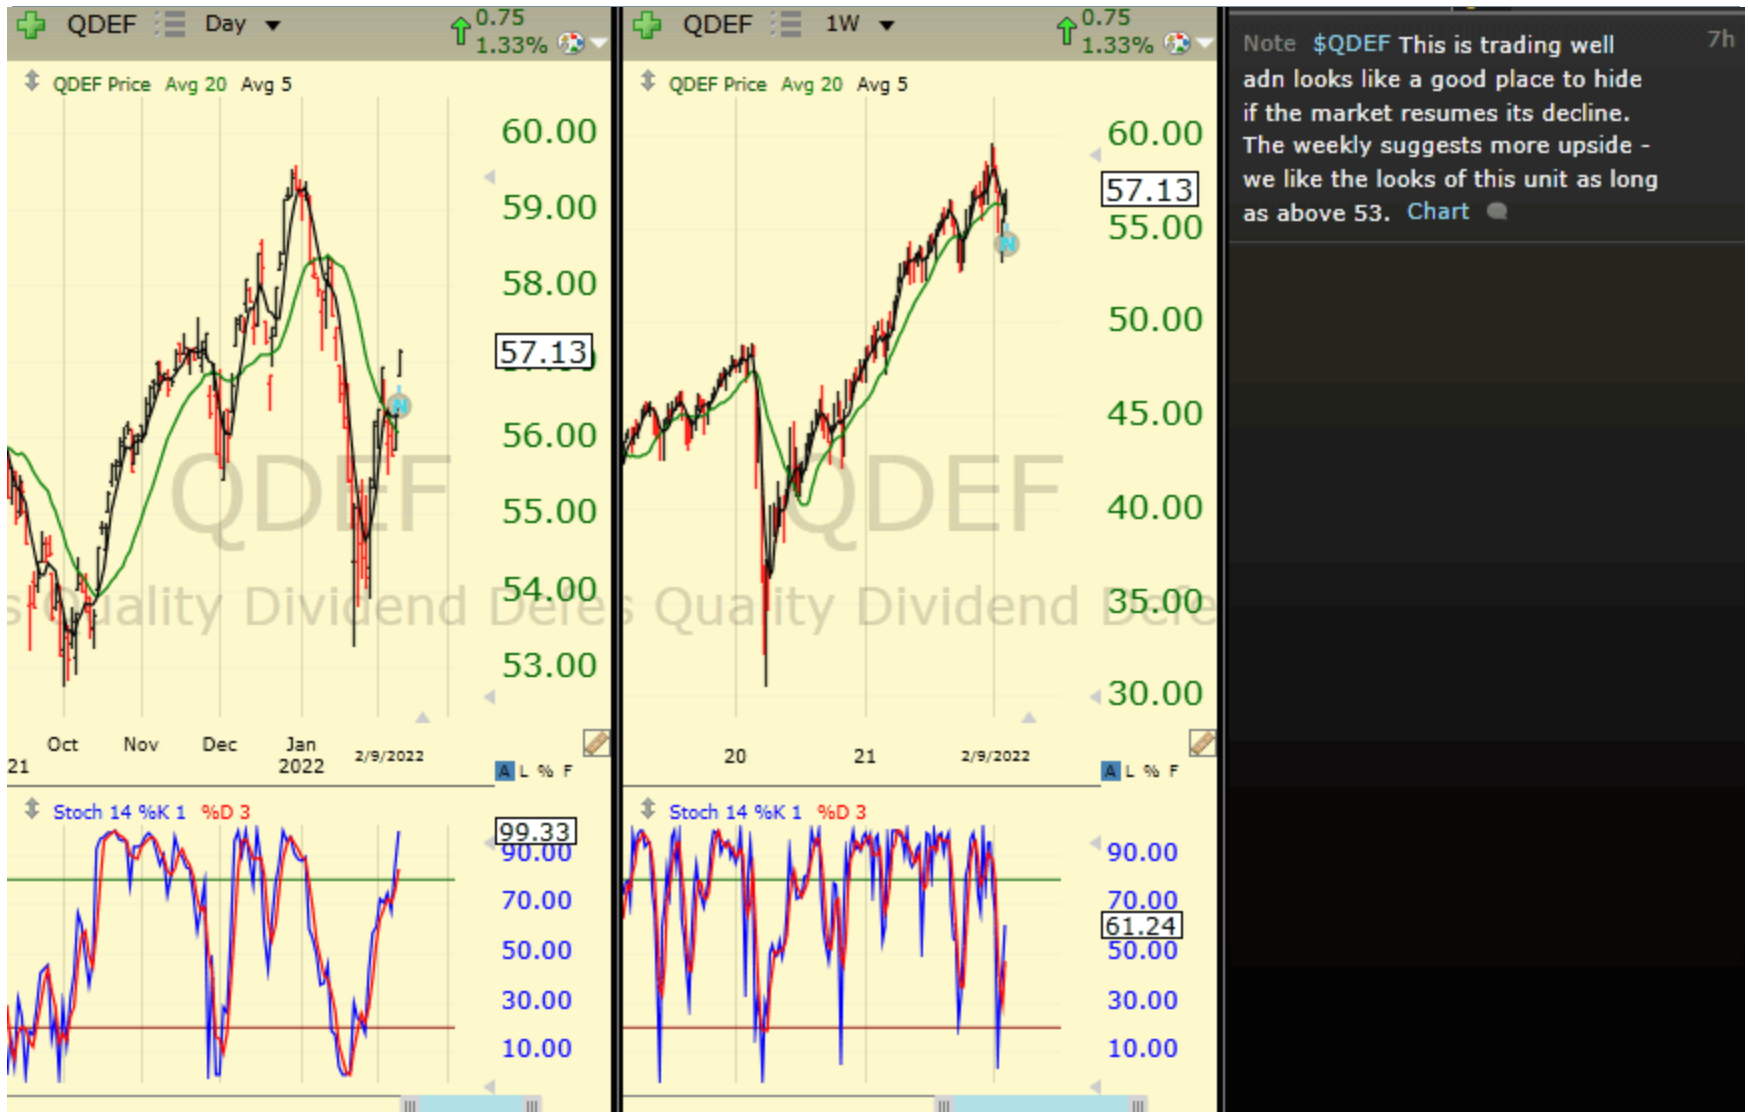 QDEF Day
0.75
1.33%
QDEF Price Avg 20 Avg 5
60.00
59.00
58.00
57.13
56.00
55.00
54.00
53.00
QDEF
s Quality Dividend Defe
Oct Nov Dec Jan
21 2022 2/9/2022
A L % F
Stoch 14 %K 1 %D 3
99.33
90.00
70.00
50.00
30.00
10.00
N
QDEF 1W
0.75
1.33%
QDEF Price Avg 20 Avg 5
60.00
57.13
55.00
50.00
45.00
40.00
35.00
30.00
QDEF
s Quality Dividend Defe
20 21 2/9/2022
A L % F
Stoch 14 %K 1 %D 3
90.00
70.00
61.24
50.00
30.00
10.00
N
Note $QDEF This is trading well 7h
adn looks like a good place to hide
if the market resumes its decline.
The weekly suggests more upside -
we like the looks of this unit as long
as above 53. Chart